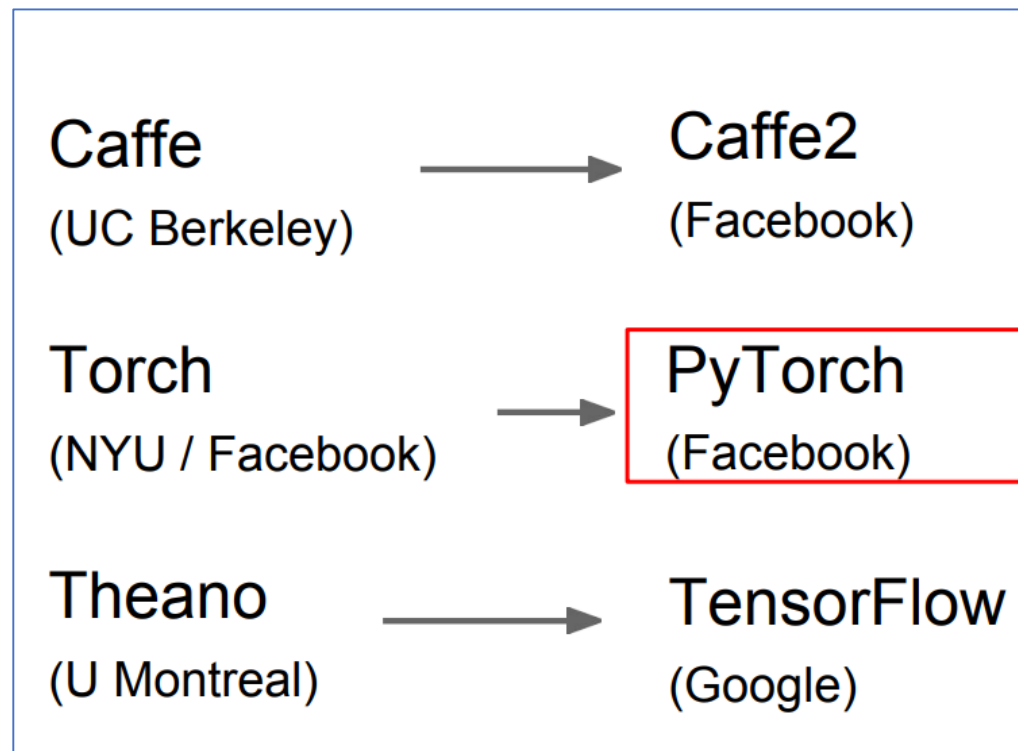 Caffe
(UC Berkeley)
Caffe2
(Facebook)
Torch
(NYU / Facebook)
PyTorch
(Facebook)
Theano
(U Montreal)
TensorFlow
(Google)